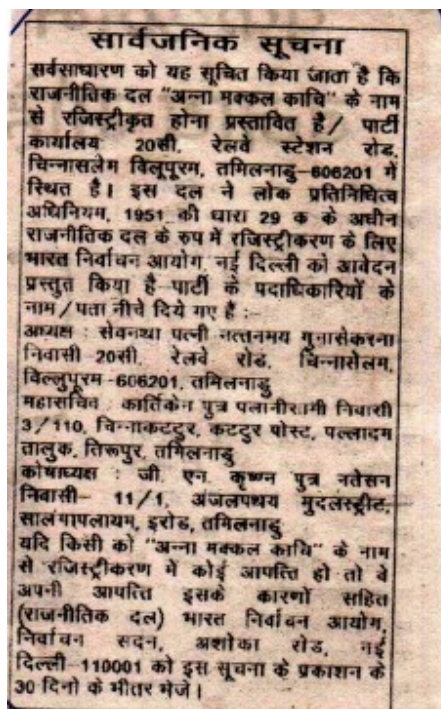 सार्वजनिक सूचना
सर्वसाधारण को यह सूचित किया जाता है कि
राजनीतिक दल "अन्ना मक्कल काचि" के नाम
से रजिस्ट्रीकृत होना प्रस्तावित है/ पार्टी
कार्यालय 20सी, रेलवे स्टेशन रोड,
चिन्नासलेम विलूपूरम, तमिलनाडु-606201 में
स्थित है। इस दल ने लोक प्रतिनिधित्व
अधिनियम, 1951 की धारा 29 क के अधीन
राजनीतिक दल के रुप में रजिस्ट्रीकरण के लिए
भारत निर्वाचन आयोग, नई दिल्ली को आवेदन
प्रस्तुत किया है पार्टी के पदाधिकारियों के
नाम/पता नीचे दिये गए है :-
अध्यक्ष : सेवनथा पत्नी नत्तनमय गुनासेकरना
निवासी 20सी, रेलवे रोड, चिन्नासेलम,
विल्लुपूरम-606201, तमिलनाडु
महासचिव : कार्तिकेन पुत्र पलानीसामी निवासी
3/110, चिन्नाकटटुर, कटटुर पोस्ट, पल्लादम
तालुक, तिरूपुर, तमिलनाडु
कोषाध्यक्ष : जी. एन. कृष्णन पुत्र नतेसन
निवासी- 11/1, अंजलपथय मुदलस्ट्रीट,
सालंगापलायम, इरोड, तमिलनाडु
यदि किसी को "अन्ना मक्कल काचि" के नाम
से रजिस्ट्रीकरण में कोई आपत्ति हो तो वे
अपनी आपत्ति इसके कारणों सहित
(राजनीतिक दल) भारत निर्वाचन आयोग,
निर्वाचन सदन, अशोका रोड, नई
दिल्ली-110001 को इस सूचना के प्रकाशन के
30 दिनों के भीतर भेजे।